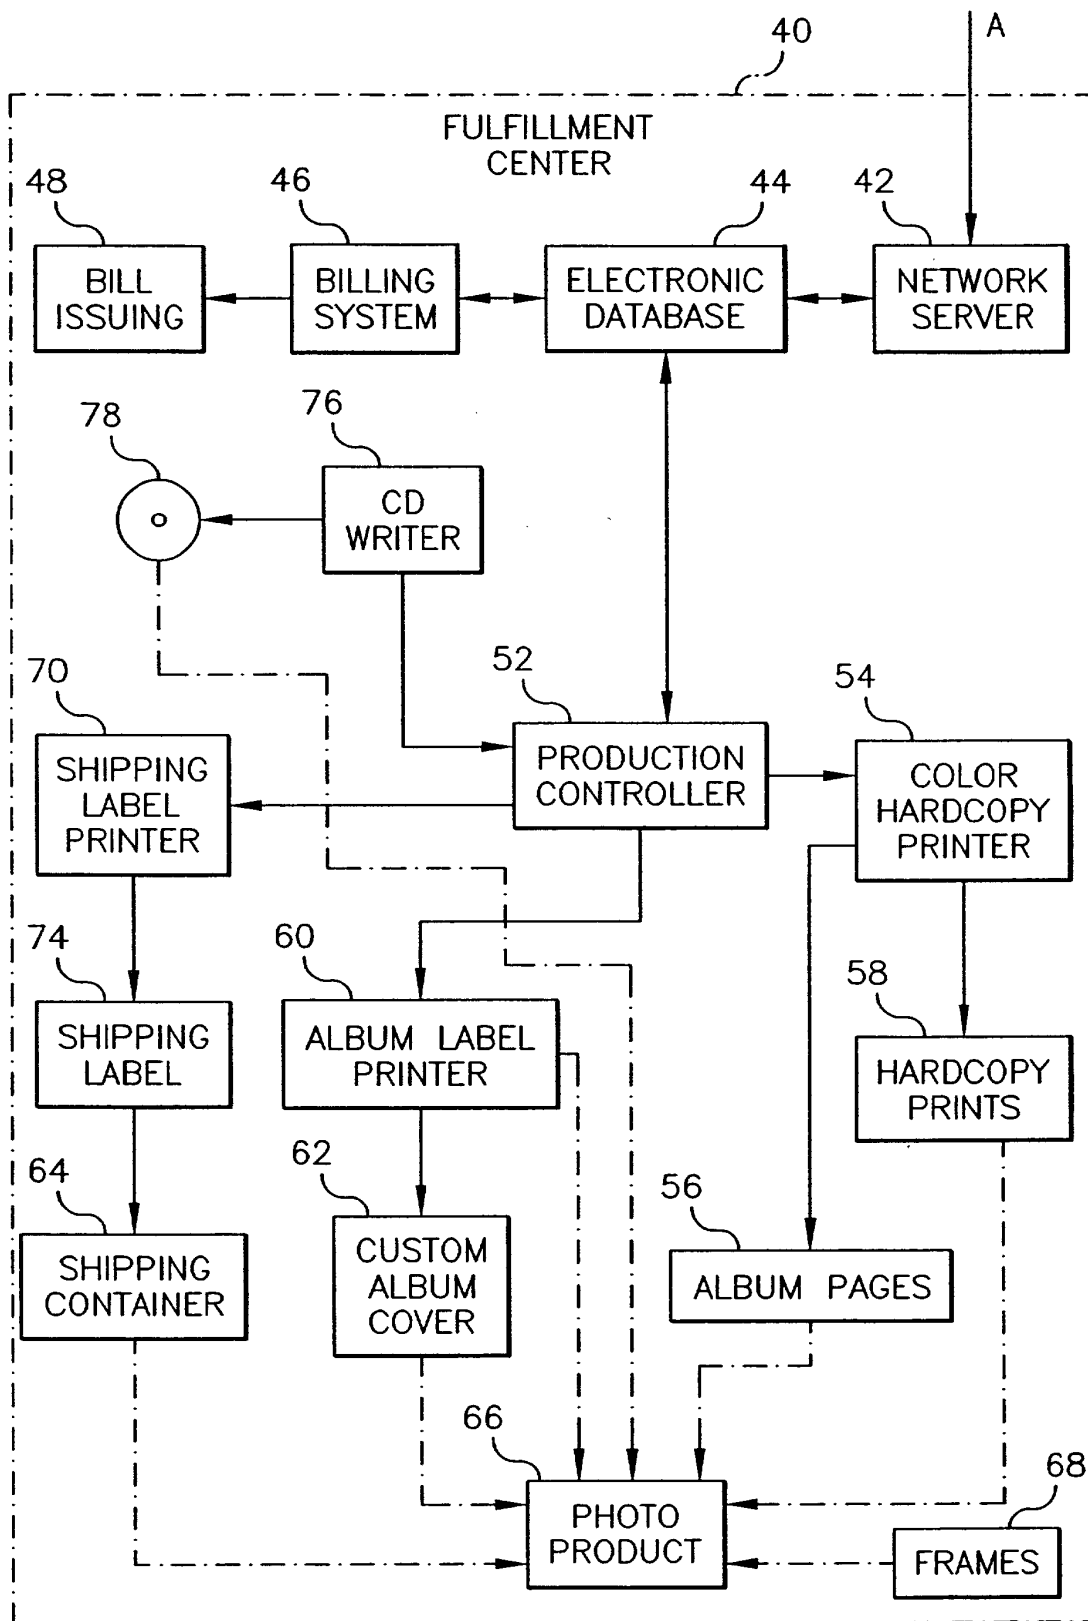 40
A
FULFILLMENT
CENTER
48
46
44
42
BILL
ISSUING
BILLING
SYSTEM
ELECTRONIC
DATABASE
NETWORK
SERVER
78
76
CD
WRITER
70
52
54
SHIPPING
LABEL
PRINTER
PRODUCTION
CONTROLLER
COLOR
HARDCOPY
PRINTER
74
60
58
SHIPPING
LABEL
ALBUM LABEL
PRINTER
HARDCOPY
PRINTS
64
62
56
SHIPPING
CONTAINER
CUSTOM
ALBUM
COVER
ALBUM PAGES
66
68
PHOTO
PRODUCT
FRAMES